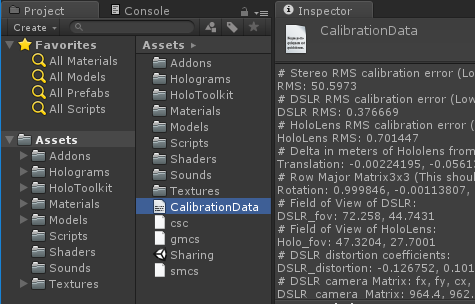 Project
Console
Create
Favorites
All Materials
All Models
All Prefabs
All Scripts
Assets
Addons
Holograms
HoloToolkit
Materials
Models
Scripts
Shaders
Sounds
Textures
Assets
Addons
Holograms
HoloToolkit
Materials
Models
Scripts
Shaders
Sounds
Textures
CalibrationData
csc
gmcs
Sharing
smcs
Inspector
CalibrationData
# Stereo RMS calibration error (Low
RMS: 50.5973
# DSLR RMS calibration error (Lowe
DSLR RMS: 0.376669
# HoloLens RMS calibration error (L
HoloLens RMS: 0.701447
# Delta in meters of Hololens from
Translation: -0.00224195, -0.0561
# Row Major Matrix3x3 (This shoul
Rotation: 0.999846, -0.00113807,
# Field of View of DSLR:
DSLR_fov: 72.258, 44.7431
# Field of View of HoloLens:
Holo_fov: 47.3204, 27.7001
# DSLR distortion coefficients:
DSLR_distortion: -0.126752, 0.101
# DSLR camera Matrix: fx, fy, cx,
DSLR_camera_Matrix: 964.4, 962.